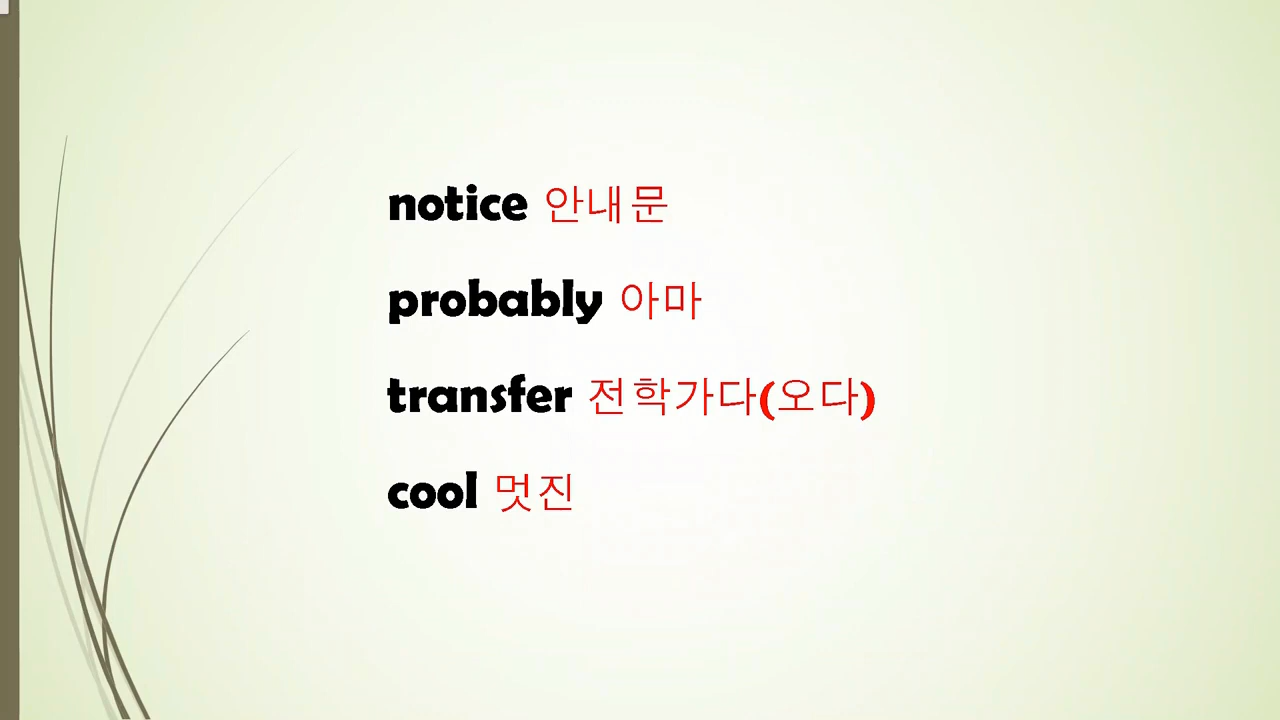 notice 안내문
probably 아마
transfer 전학가다(오다)
cool 멋진